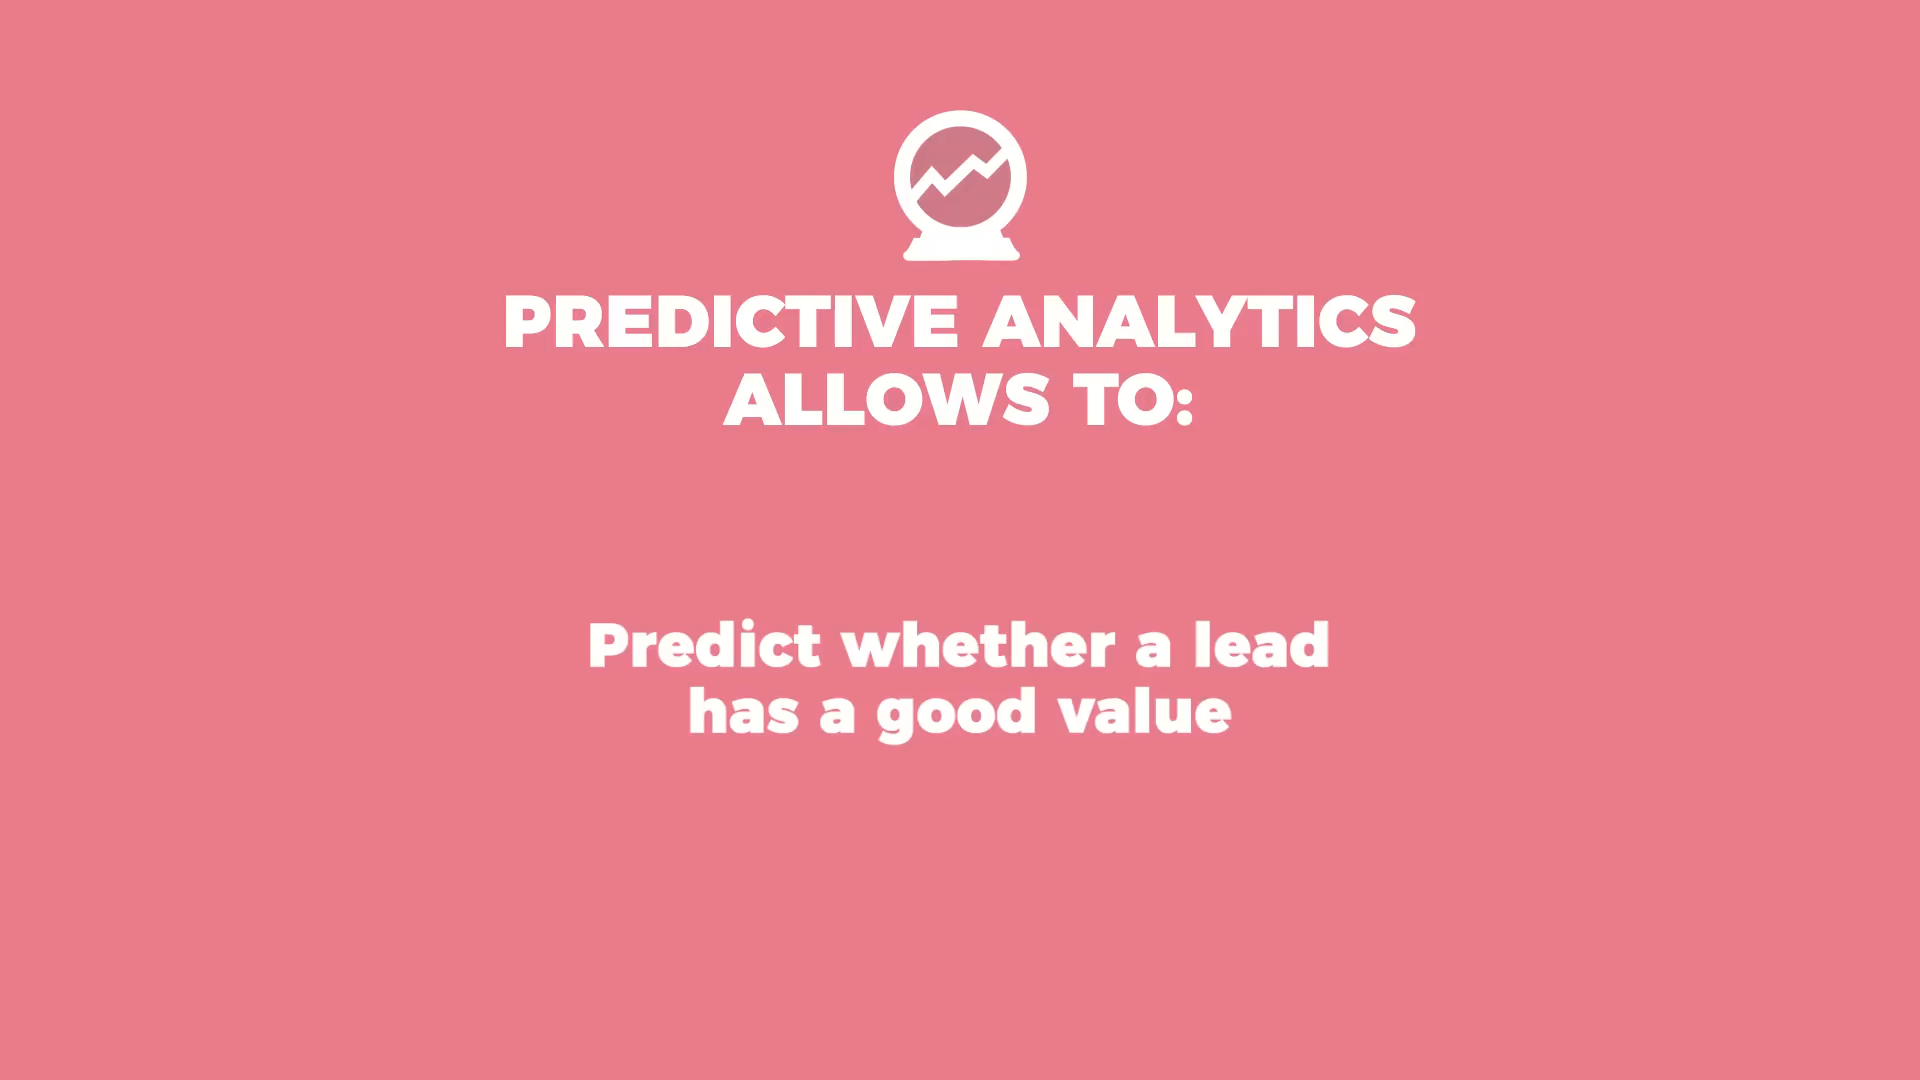 PREDICTIVE ANALYTICS
ALLOWS TO:
Predict whether a lead
has a good value